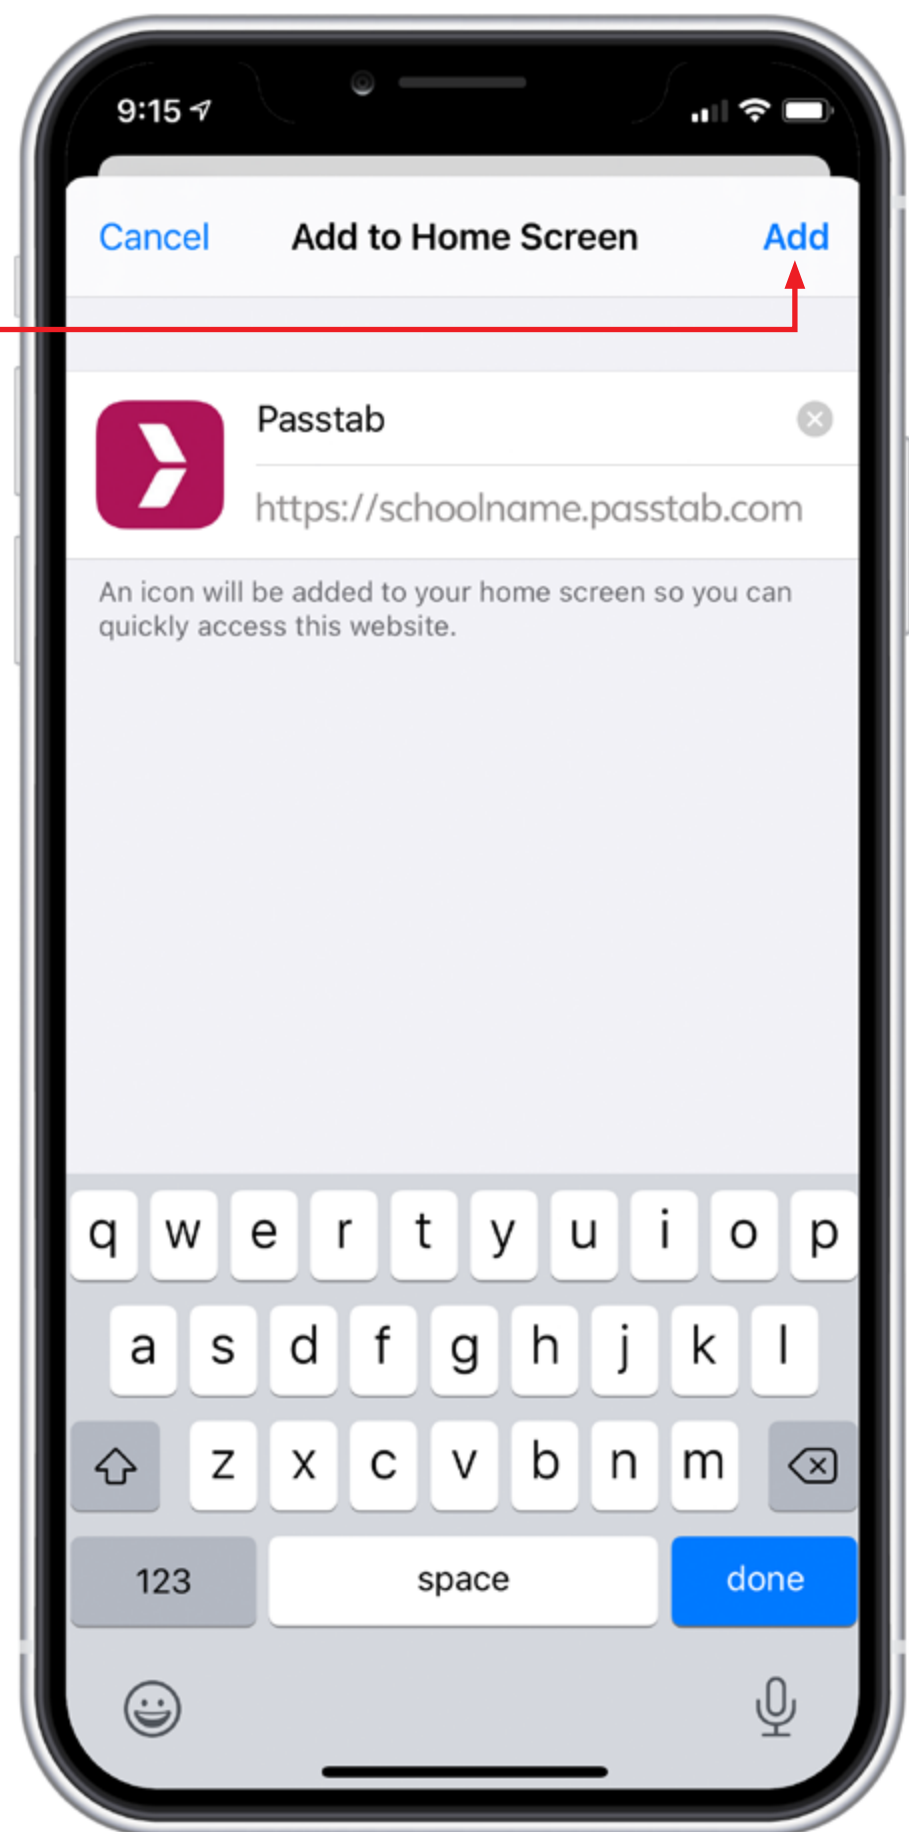 9:15
Cancel Add to Home Screen Add
Passtab
https://schoolname.passtab.com
An icon will be added to your home screen so you can
quickly access this website.
q w e r t y u i o p
a s d f g h j k l
z x c v b n m
123 space done